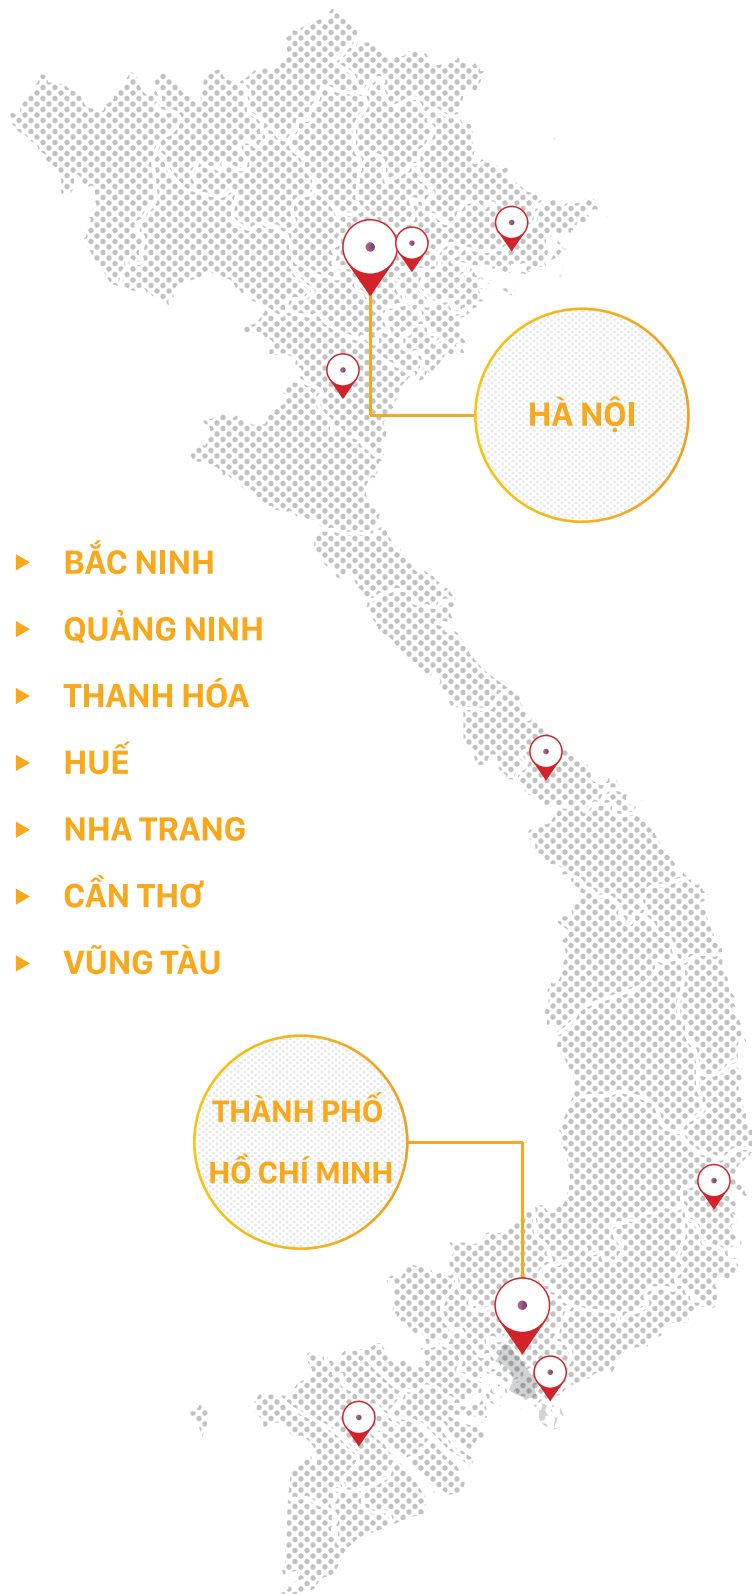 HÀ NỘI
BẮC NINH
QUẢNG NINH
THANH HÓA
HUẾ
NHA TRANG
CẦN THƠ
VŨNG TÀU
THÀNH PHỐ
HỒ CHÍ MINH